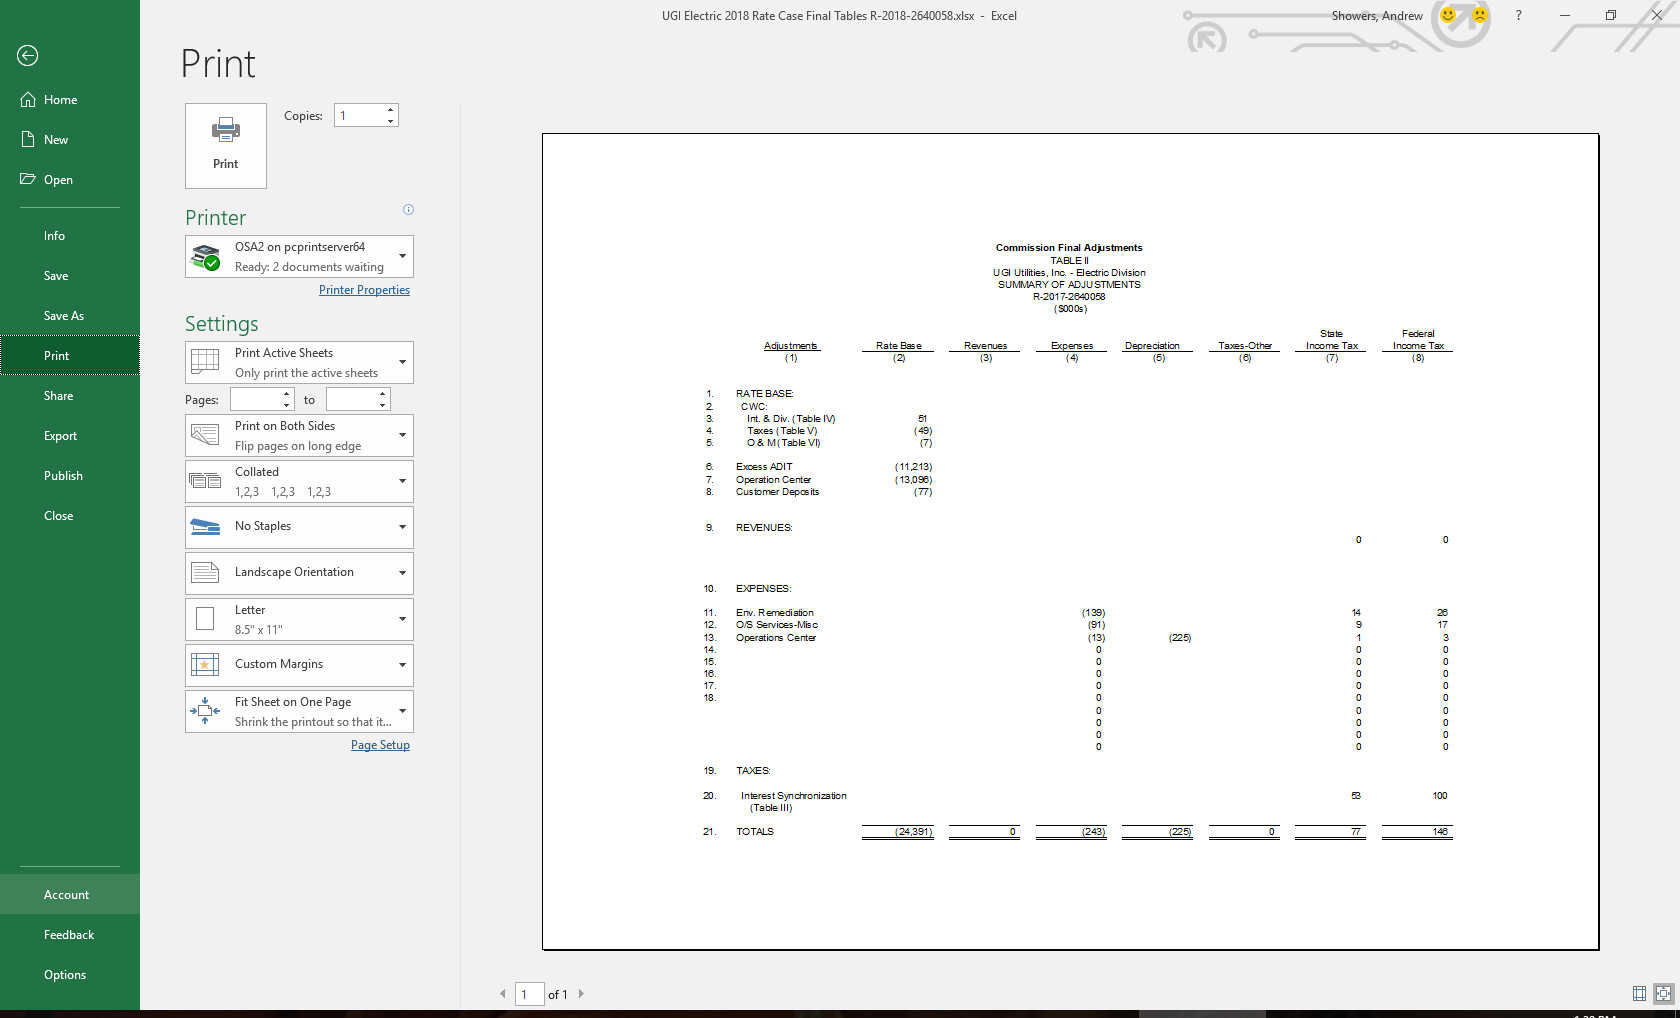 UGI Electric 2018 Rate Case Final Tables R-2018-2640058.xlsx - Excel
Showers, Andrew
?
Print
Home
New
Open
Info
Save
Save As
Print
Share
Export
Publish
Close
Account
Feedback
Options
Print
Copies: 1
Printer
OSA2 on pcprintserver64
Ready: 2 documents waiting
Printer Properties
Settings
Print Active Sheets
Only print the active sheets
Pages: to
Print on Both Sides
Flip pages on long edge
Collated
1,2,3 1,2,3 1,2,3
No Staples
Landscape Orientation
Letter
8.5" x 11"
Custom Margins
Fit Sheet on One Page
Shrink the printout so that it...
Page Setup
Commission Final Adjustments
TABLE II
UGI Utilities, Inc. - Electric Division
SUMMARY OF ADJUSTMENTS
R-2017-2640058
($000s)
State Federal
Adjustments Rate Base Revenues Expenses Depreciation Taxes-Other Income Tax Income Tax
(1) (2) (3) (4) (5) (6) (7) (8)
1. RATE BASE:
2. CWC:
3. Int. & Div. (Table IV) 51
4. Taxes (Table V) (49)
5. O & M (Table VI) (7)
6. Excess ADIT (11,213)
7. Operation Center (13,096)
8. Customer Deposits (77)
9. REVENUES:
0 0
10. EXPENSES:
11. Env. Remediation (139) 14 26
12. O/S Services-Misc (91) 9 17
13. Operations Center (13) (225) 1 3
14. 0 0 0
15. 0 0 0
16. 0 0 0
17. 0 0 0
18. 0 0 0
0 0 0
0 0 0
0 0 0
0 0 0
19. TAXES:
20. Interest Synchronization 53 100
(Table III)
21. TOTALS (24,391) 0 (243) (225) 0 77 146
1 of 1